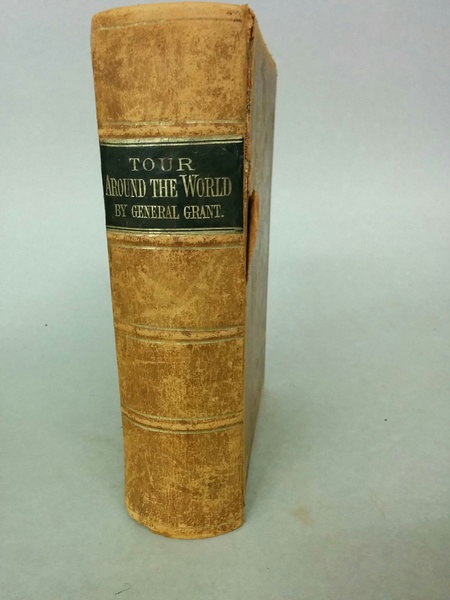 TOUR
AROUND THE WORLD
BY GENERAL GRANT.